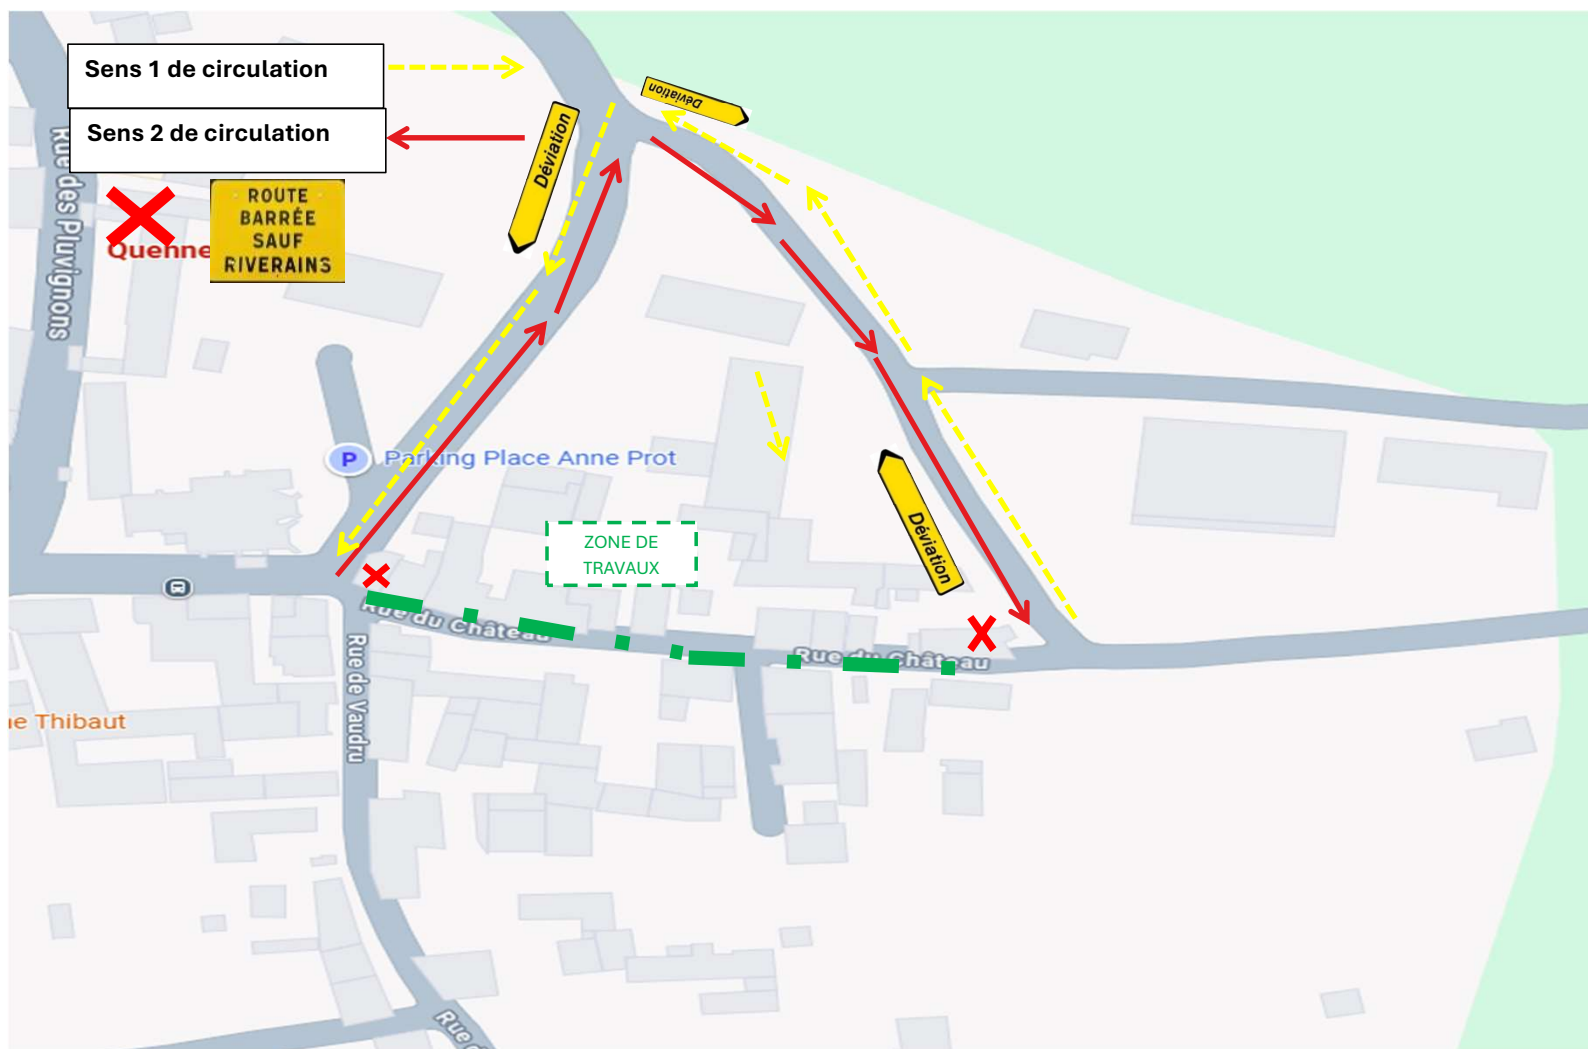 Sens 1 de circulation
Sens 2 de circulation
Déviation
Déviation
ROUTE
BARRÉE
SAUF
RIVERAINS
Quenne
Rue des Pluvignons
P
Parking Place Anne Prot
ZONE DE
TRAVAUX
Déviation
Rue du Château
Rue du Château
Rue de Vaudru
ne Thibaut
Rue